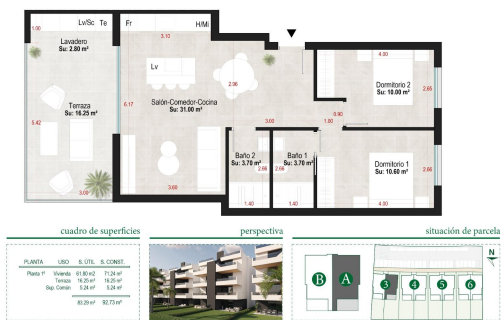 Lv/Sc Te
Fr
H/Mi
1.00
Lavadero
Su: 2.80 m²
3.10
4.00
Lv
2.96
Dormitorio 2
Su: 10.00 m²
2.65
Terraza
Su: 16.25 m²
6.17
Salón-Comedor-Cocina
Su: 31.00 m²
5.42
3.00
1.00
0.90
Baño 2
Su: 3.70 m²
2.66
Baño 1
Su: 3.70 m²
2.66
Dormitorio 1
Su: 10.60 m²
2.66
3.00
3.60
1.40
1.40
4.00
cuadro de superficies
perspectiva
situación de parcela
PLANTA USO S. ÚTIL S. CONST.
Planta 1ª Vivienda 61.80 m2 71.24 m²
Terraza 16.25 m² 16.25 m²
Sup. Común 5.24 m² 5.24 m²
83.29 m² 92.73 m²
B
A
N
3
4
5
6